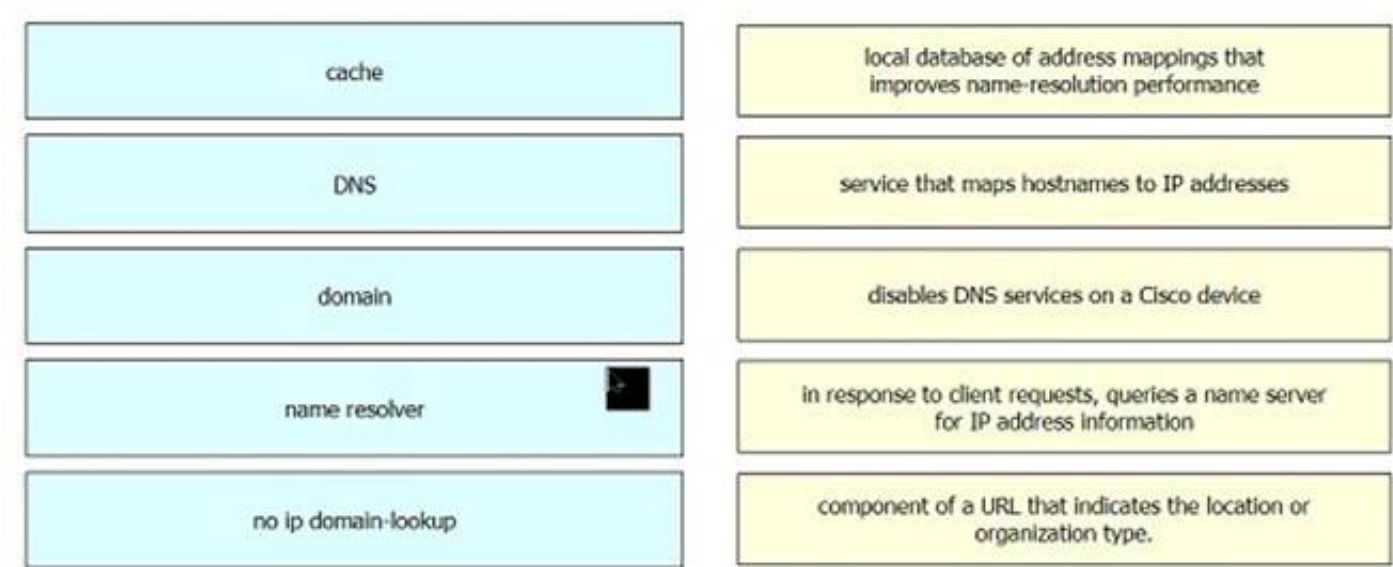 cache
DNS
domain
name resolver
no ip domain-lookup
local database of address mappings that
improves name-resolution performance
service that maps hostnames to IP addresses
disables DNS services on a Cisco device
in response to client requests, queries a name server
for IP address information
component of a URL that indicates the location or
organization type.